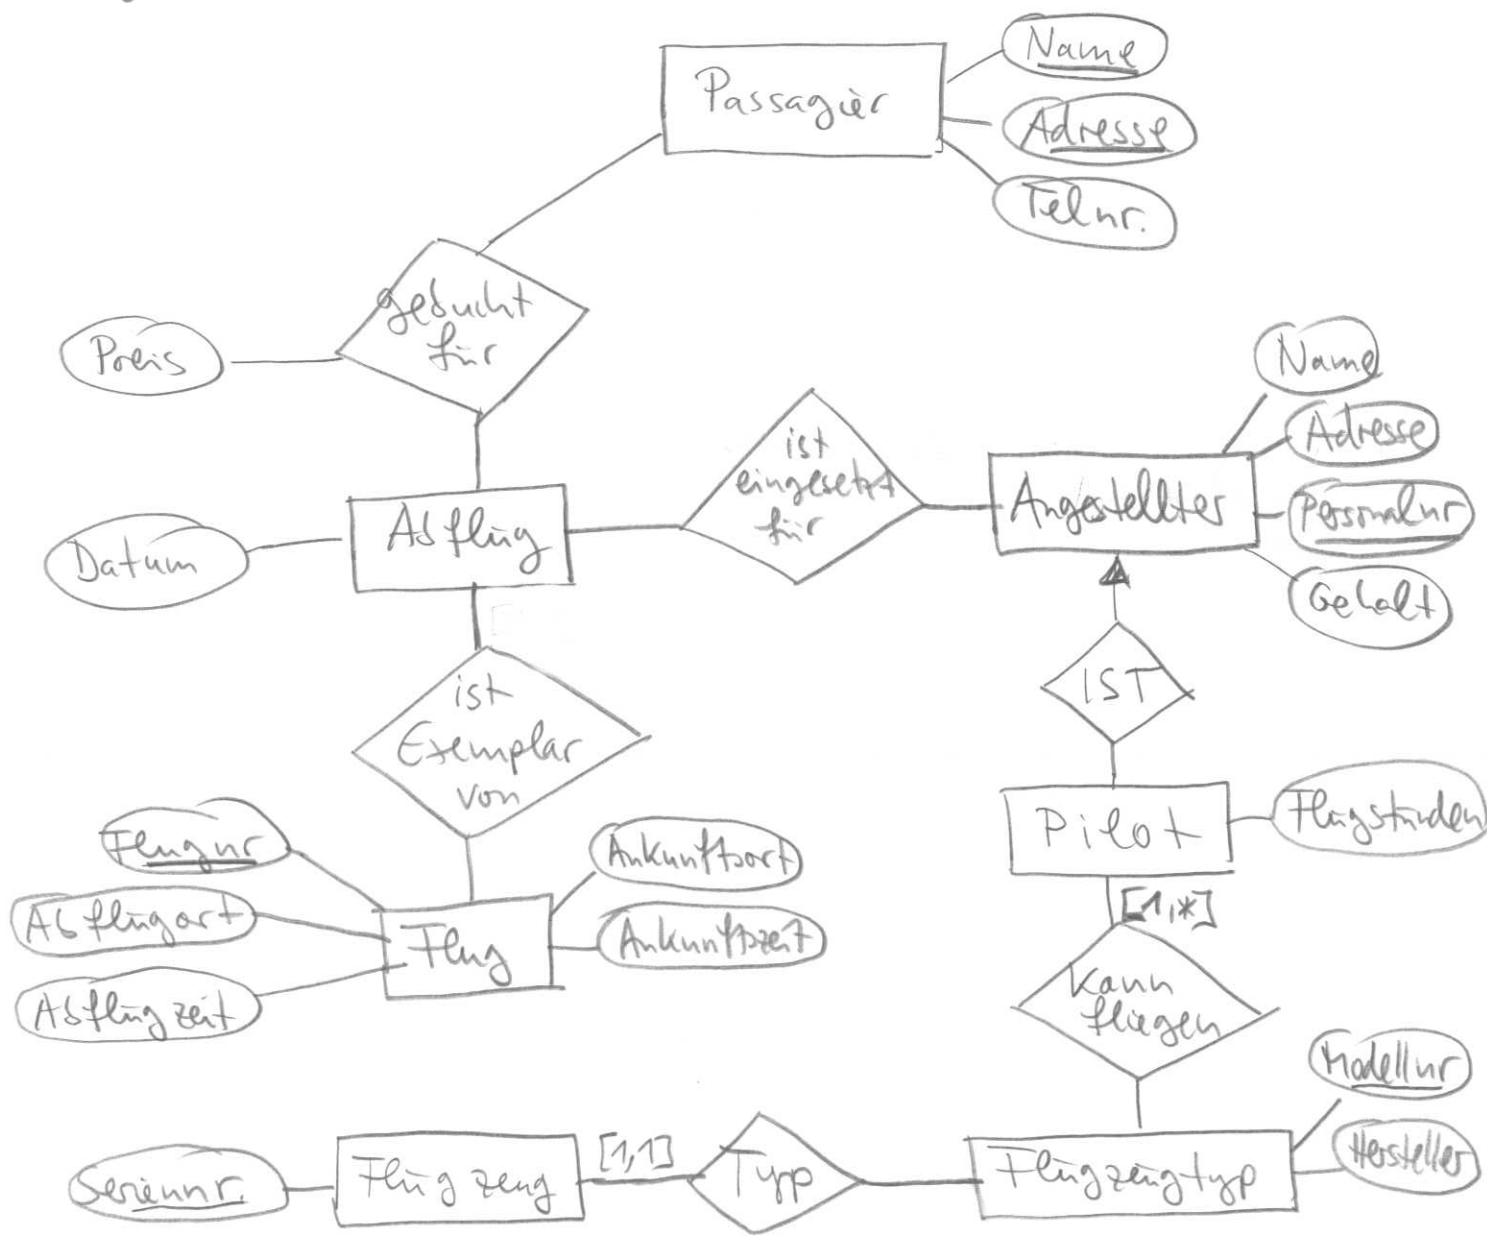 Name
Passagier
Adresse
Telnr.
gebucht
für
Preis
Name
Adresse
ist
eingesetzt
für
Angestellter
Personalnr
Gehalt
Abflug
Datum
ist
Exemplar
von
IST
Pilot
Flugstunden
[1,*]
Flugnr
Abflugort
Abflugzeit
Flug
Ankunftsort
Ankunftszeit
Kann
fliegen
Modellnr
Hersteller
Seriennr.
Flugzeug
[1,1]
Typ
Flugzeugtyp